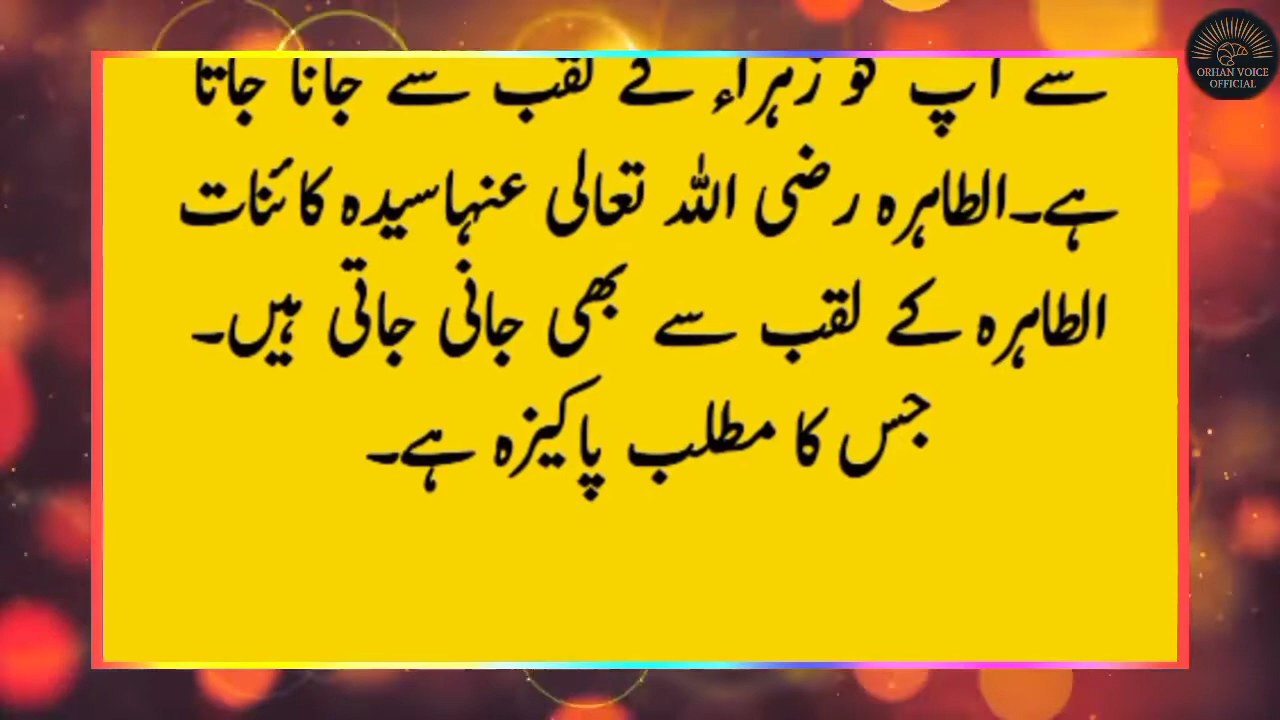 سے آپ کو زہراء کے لقب سے جانا جاتا
ہے۔الطاہرہ رضی اللہ تعالی عنہاسیدہ کائنات
الطاہرہ کے لقب سے بھی جانی جاتی ہیں۔
جس کا مطلب پاکیزہ ہے۔
ORHAN VOICE
OFFICIAL